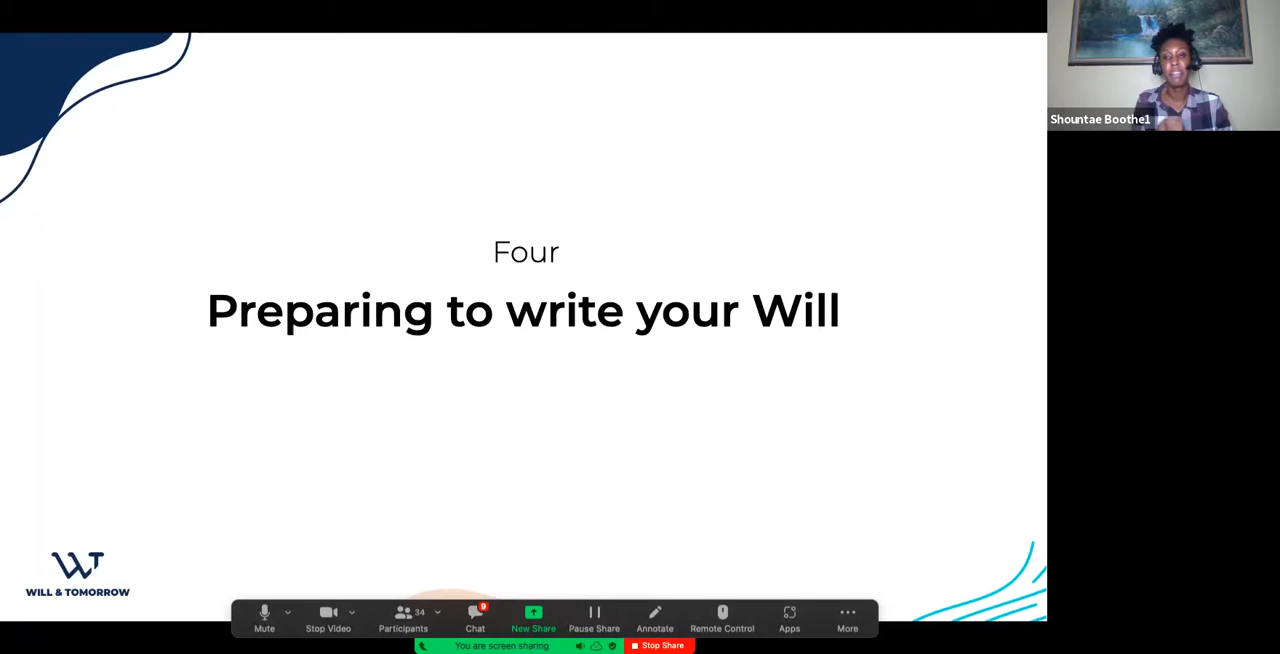 Shountae Boothe1
Four
Preparing to write your Will
WT
WILL & TOMORROW
34
9
Mute
Stop Video
Participants
Chat
New Share
Pause Share
Annotate
Remote Control
Apps
More
You are screen sharing
Stop Share